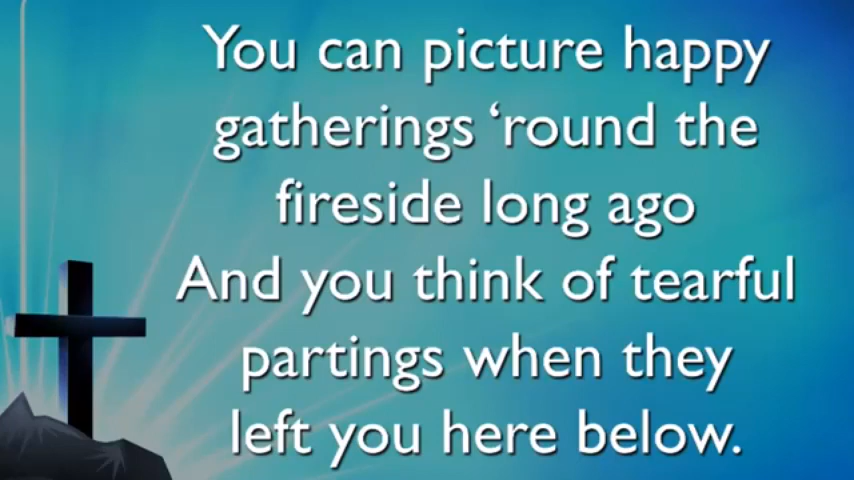 You can picture happy
gatherings ‘round the
fireside long ago
And you think of tearful
partings when they
left you here below.